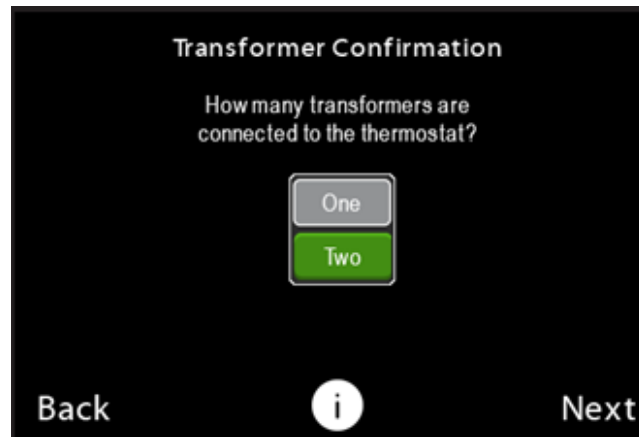 Transformer Confirmation
How many transformers are
connected to the thermostat?
One
Two
Back
i
Next